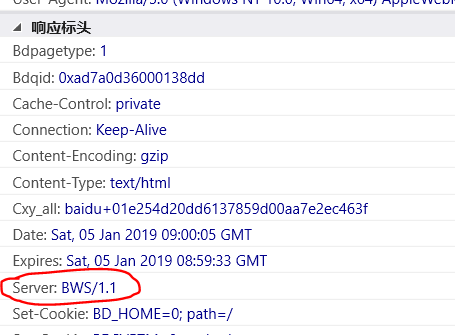 User-Agent: Mozilla/5.0 (Windows NT 10.0; Win64; x64) AppleWebK
响应标头
Bdpagetype: 1
Bdqid: 0xad7a0d36000138dd
Cache-Control: private
Connection: Keep-Alive
Content-Encoding: gzip
Content-Type: text/html
Cxy_all: baidu+01e254d20dd6137859d00aa7e2ec463f
Date: Sat, 05 Jan 2019 09:00:05 GMT
Expires: Sat, 05 Jan 2019 08:59:33 GMT
Server: BWS/1.1
Set-Cookie: BD_HOME=0; path=/